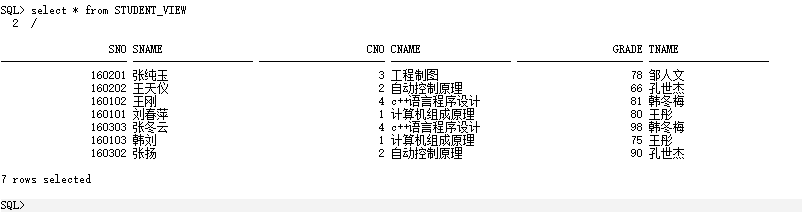 SQL> select * from STUDENT_VIEW
2 /
SNO SNAME CNO CNAME GRADE TNAME
160201 张纯玉 3 工程制图 78 邹人文
160202 王天仪 2 自动控制原理 66 孔世杰
160102 王刚 4 c++语言程序设计 81 韩冬梅
160101 刘春萍 1 计算机组成原理 80 王彤
160303 张冬云 4 c++语言程序设计 98 韩冬梅
160103 韩刘 1 计算机组成原理 75 王彤
160302 张扬 2 自动控制原理 90 孔世杰
7 rows selected
SQL>